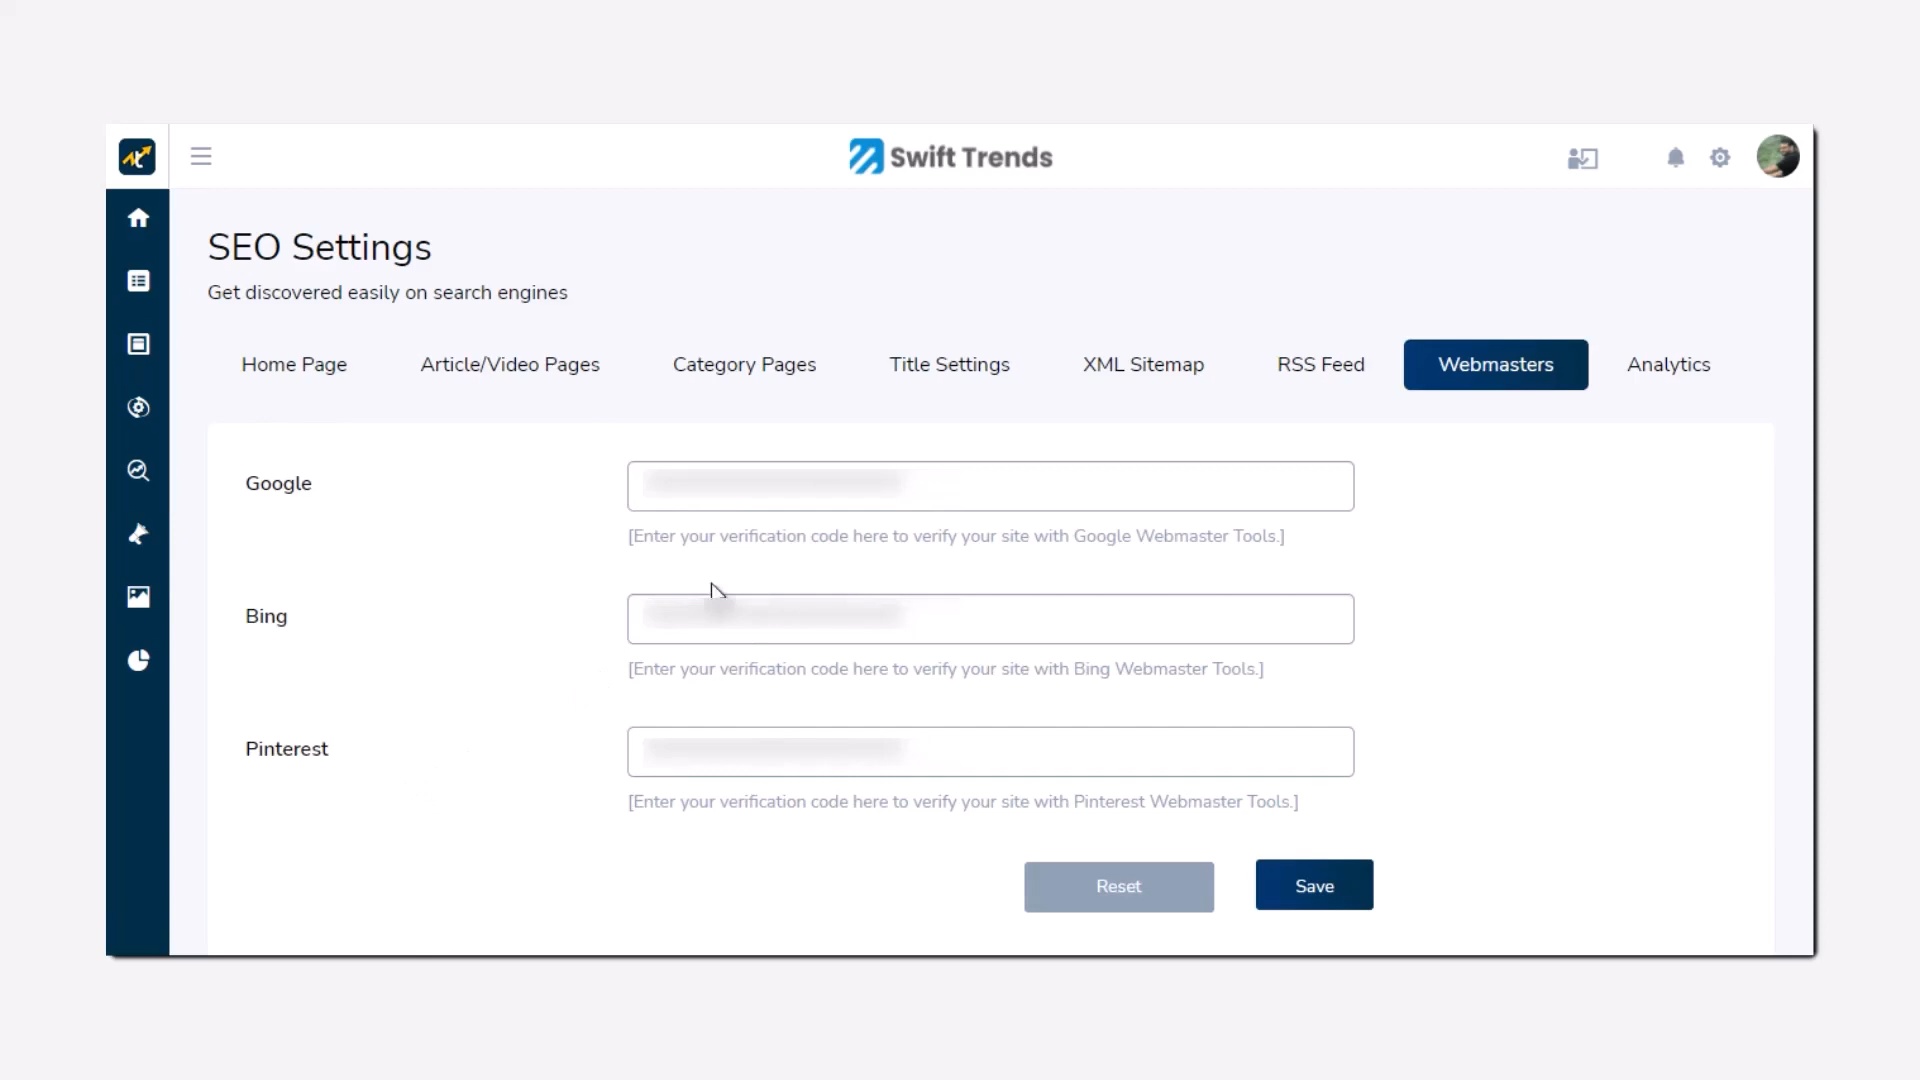 Swift Trends
SEO Settings
Get discovered easily on search engines
Home Page Article/Video Pages Category Pages Title Settings XML Sitemap RSS Feed Webmasters Analytics
Google
[Enter your verification code here to verify your site with Google Webmaster Tools.]
Bing
[Enter your verification code here to verify your site with Bing Webmaster Tools.]
Pinterest
[Enter your verification code here to verify your site with Pinterest Webmaster Tools.]
Reset Save